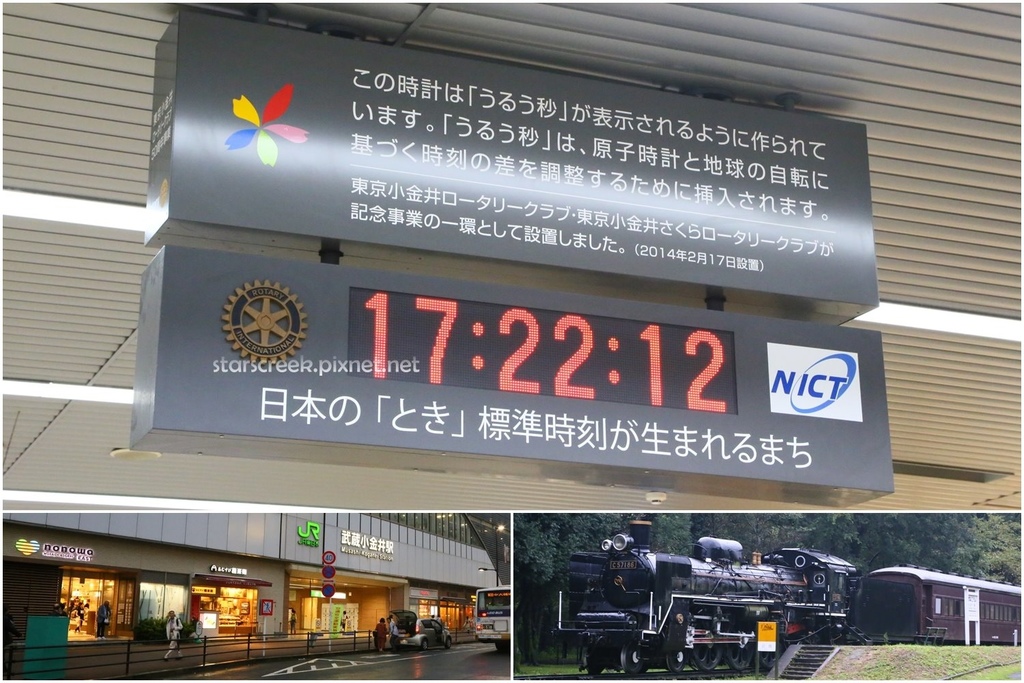 この時計は「うるう秒」が表示されるように作られて
います。「うるう秒」は、原子時計と地球の自転に
基づく時刻の差を調整するために挿入されます。
東京小金井ロータリークラブ・東京小金井さくらロータリークラブが
記念事業の一環として設置しました。(2014年2月17日設置)
ROTARY
INTERNATIONAL
17:22:12
NICT
starscreek.pixnet.net
日本の「とき」標準時刻が生まれるまち
nonowa
JR
武蔵小金井駅
Musashi-Koganei Station
C57186